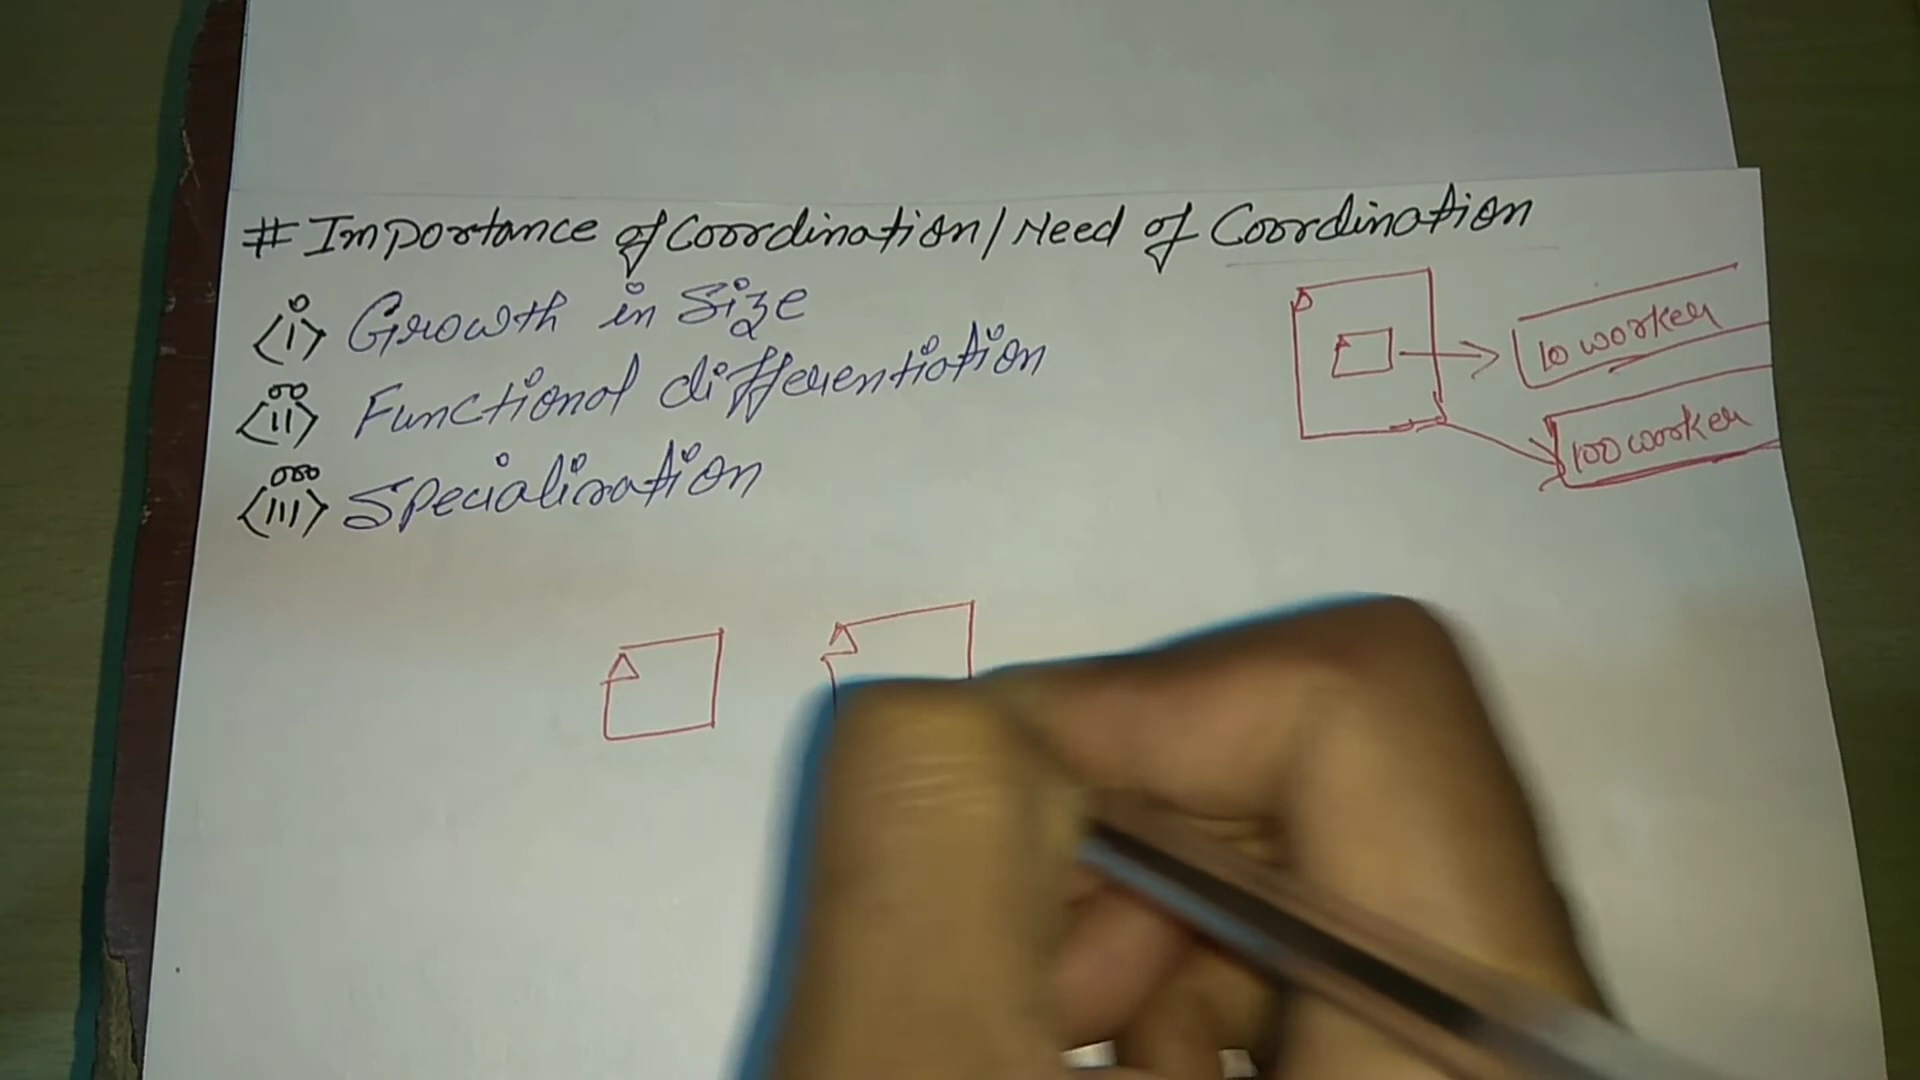 # Importance of Coordination / Need of Coordination
(i) Growth in Size
(ii) Functional differentiation
(iii) Specialisation
10 worker
100 worker